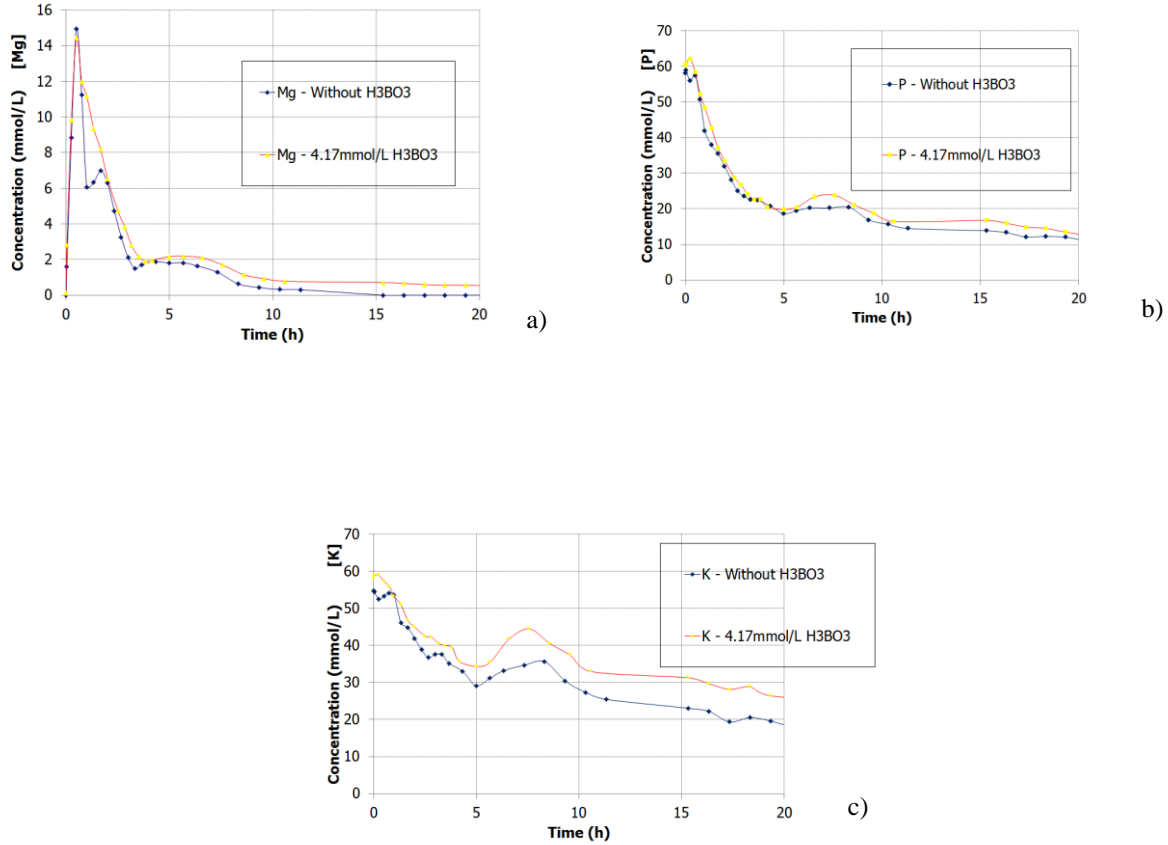 [Mg]
Concentration (mmol/L)
16
14
12
10
8
6
4
2
0
Mg - Without H3BO3
Mg - 4.17mmol/L H3BO3
0 5 10 15 20
Time (h)
a)
[P]
Concentration (mmol/L)
70
60
50
40
30
20
10
0
P - Without H3BO3
P - 4.17mmol/L H3BO3
0 5 10 15 20
Time (h)
b)
[K]
Concentration (mmol/L)
70
60
50
40
30
20
10
0
K - Without H3BO3
K - 4.17mmol/L H3BO3
0 5 10 15 20
Time (h)
c)